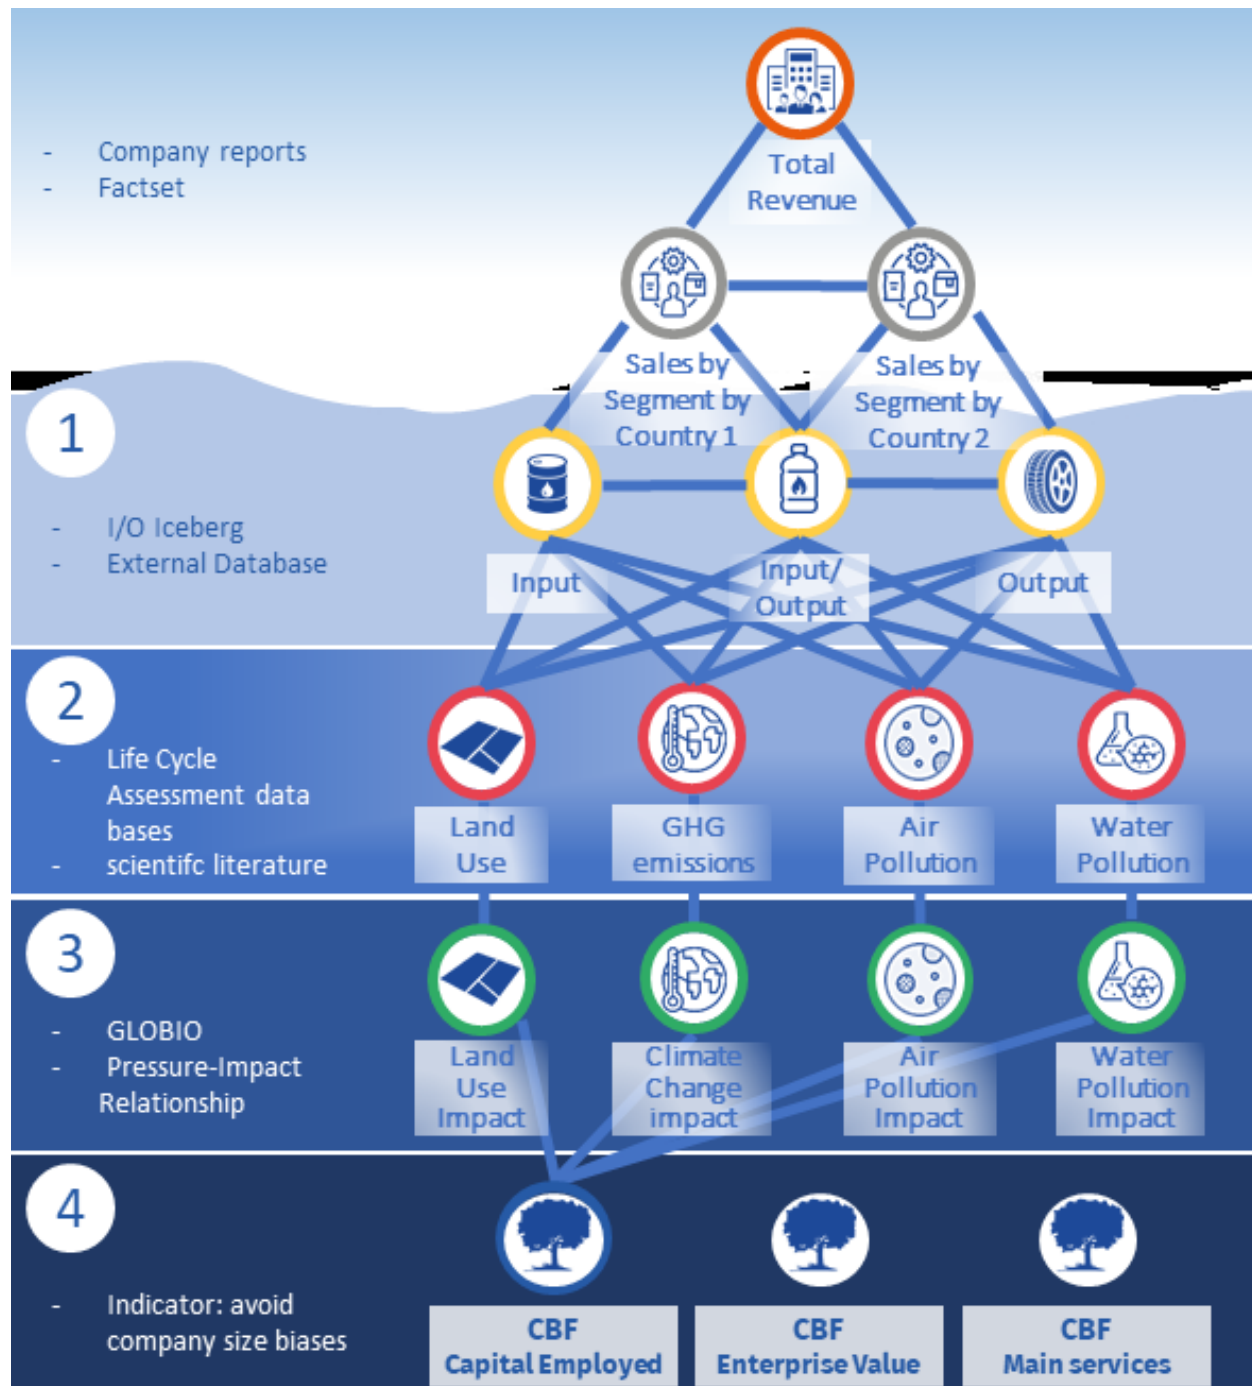 - Company reports
- Factset
Total
Revenue
Sales by
Segment by
Country 1
Sales by
Segment by
Country 2
1
- I/O Iceberg
- External Database
Input
Input/
Output
Output
2
- Life Cycle
Assessment data
bases
- scientifc literature
Land
Use
GHG
emissions
Air
Pollution
Water
Pollution
3
- GLOBIO
- Pressure-Impact
Relationship
Land
Use
Impact
Climate
Change
impact
Air
Pollution
Impact
Water
Pollution
Impact
4
- Indicator: avoid
company size biases
CBF
Capital Employed
CBF
Enterprise Value
CBF
Main services